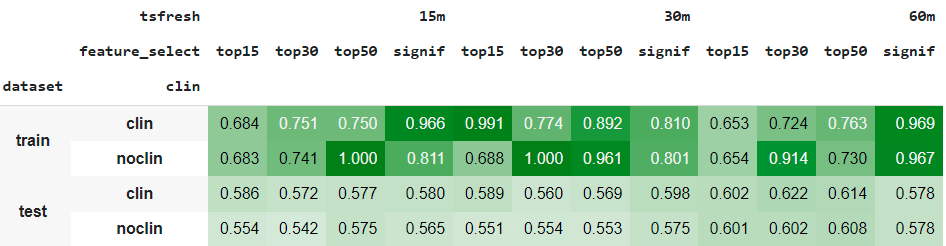 tsfresh 15m 30m 60m
feature_select top15 top30 top50 signif top15 top30 top50 signif top15 top30 top50 signif
dataset clin
train clin 0.684 0.751 0.750 0.966 0.991 0.774 0.892 0.810 0.653 0.724 0.763 0.969
noclin 0.683 0.741 1.000 0.811 0.688 1.000 0.961 0.801 0.654 0.914 0.730 0.967
test clin 0.586 0.572 0.577 0.580 0.589 0.560 0.569 0.598 0.602 0.622 0.614 0.578
noclin 0.554 0.542 0.575 0.565 0.551 0.554 0.553 0.575 0.601 0.602 0.608 0.578